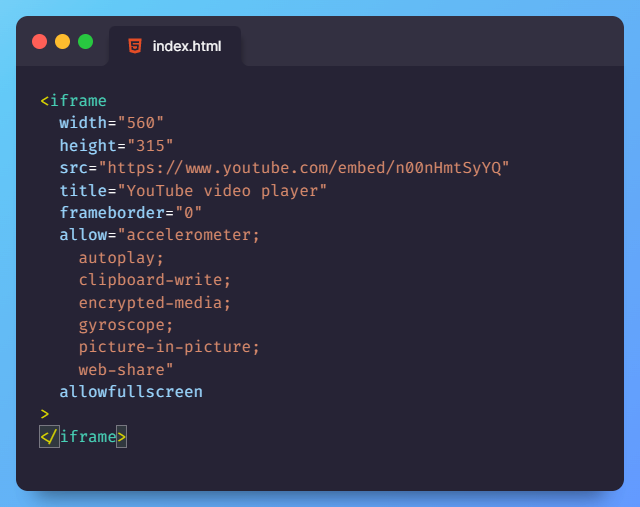 index.html
<iframe
  width="560"
  height="315"
  src="https://www.youtube.com/embed/n00nHmtSyYQ"
  title="YouTube video player"
  frameborder="0"
  allow="accelerometer;
    autoplay;
    clipboard-write;
    encrypted-media;
    gyroscope;
    picture-in-picture;
    web-share"
  allowfullscreen
>
</iframe>